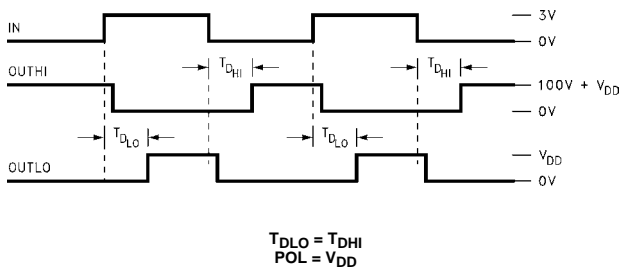 IN
3V
0V
TDHI
TDHI
OUTHI
100V + VDD
0V
TDLO
TDLO
VDD
OUTLO
0V
TDLO = TDHI
POL = VDD